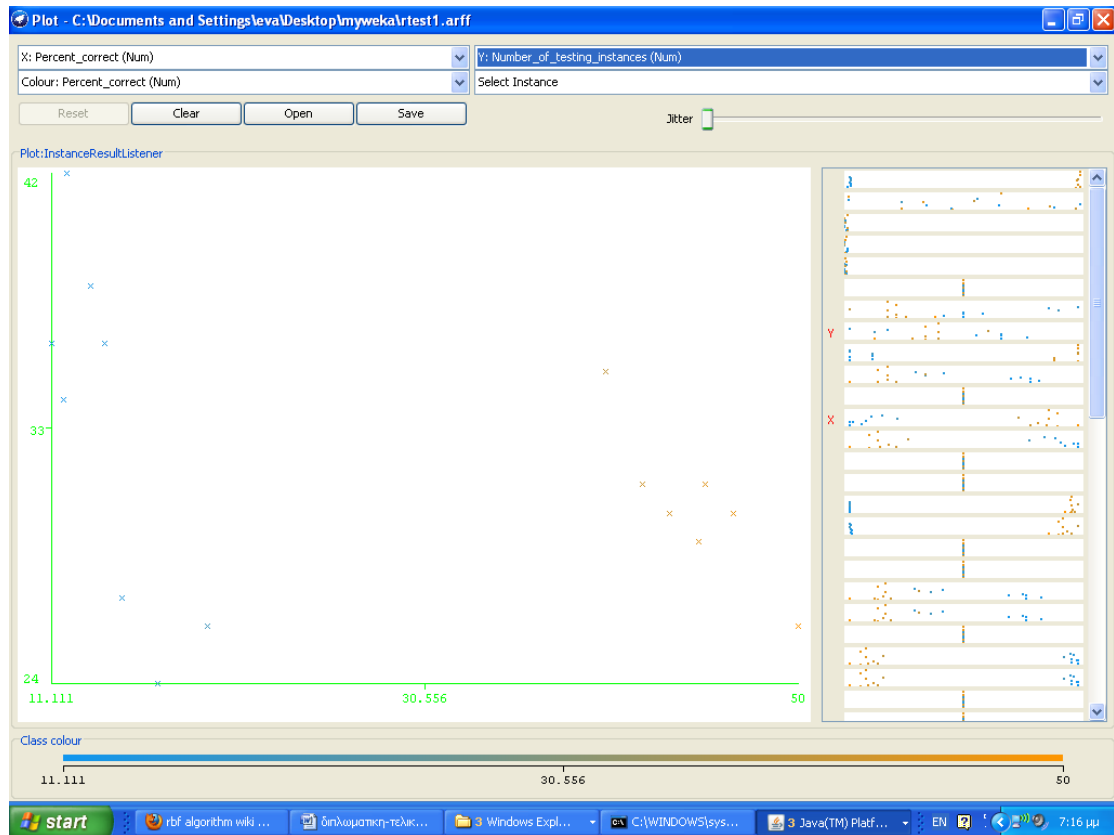 Plot - C:\Documents and Settings\eva\Desktop\myweka\rtest1.arff
X: Percent_correct (Num) Y: Number_of_testing_instances (Num)
Colour: Percent_correct (Num) Select Instance
Reset Clear Open Save Jitter
Plot:InstanceResultListener
42
Y
X
33
24
11.111 30.556 50
Class colour
11.111 30.556 50
start rbf algorithm wiki ... διπλωματικη-τελικ... 3 Windows Expl... C:\WINDOWS\sys... 3 Java(TM) Platf... EN 7:16 μμ